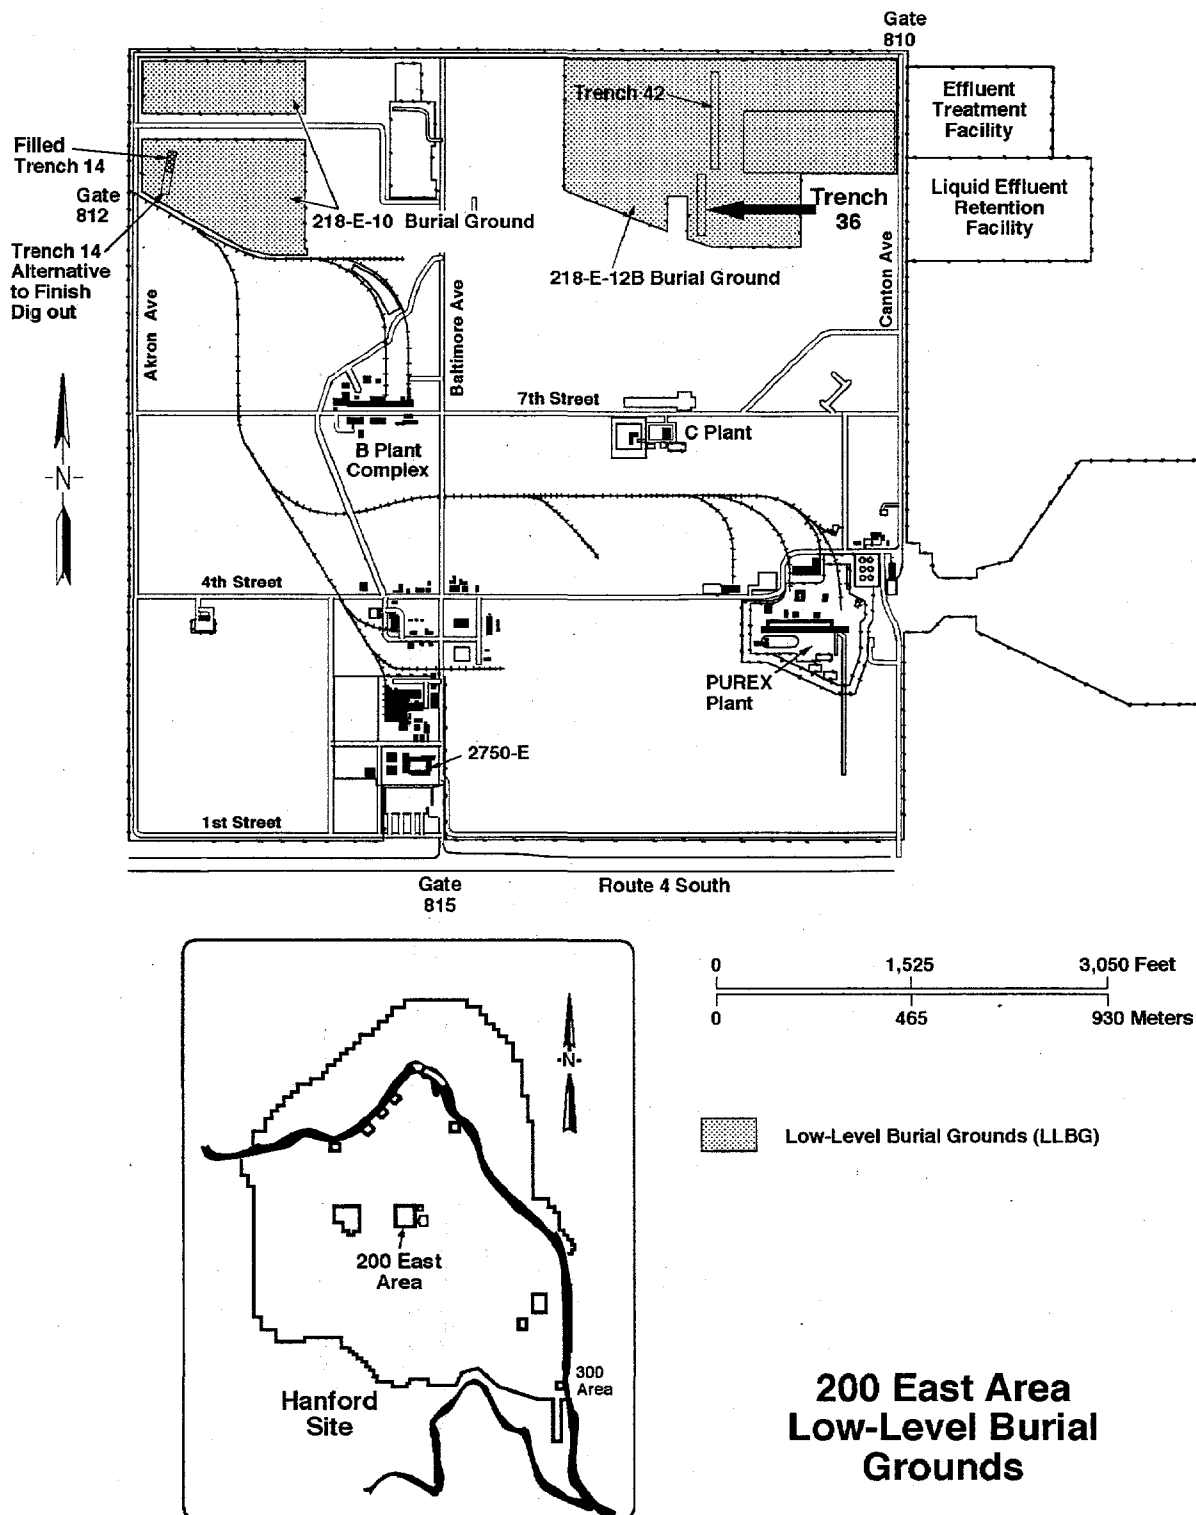 Gate
810
Trench 42
Effluent
Treatment
Facility
Filled
Trench 14
Gate
812
218-E-10 Burial Ground
Trench
36
Liquid Effluent
Retention
Facility
Trench 14
Alternative
to Finish
Dig out
218-E-12B Burial Ground
Akron Ave
Baltimore Ave
Canton Ave
7th Street
B Plant
Complex
C Plant
N
4th Street
PUREX
Plant
2750-E
1st Street
Gate
815
Route 4 South
0 1,525 3,050 Feet
0 465 930 Meters
N
Low-Level Burial Grounds (LLBG)
200 East
Area
300
Area
Hanford
Site
200 East Area
Low-Level Burial
Grounds